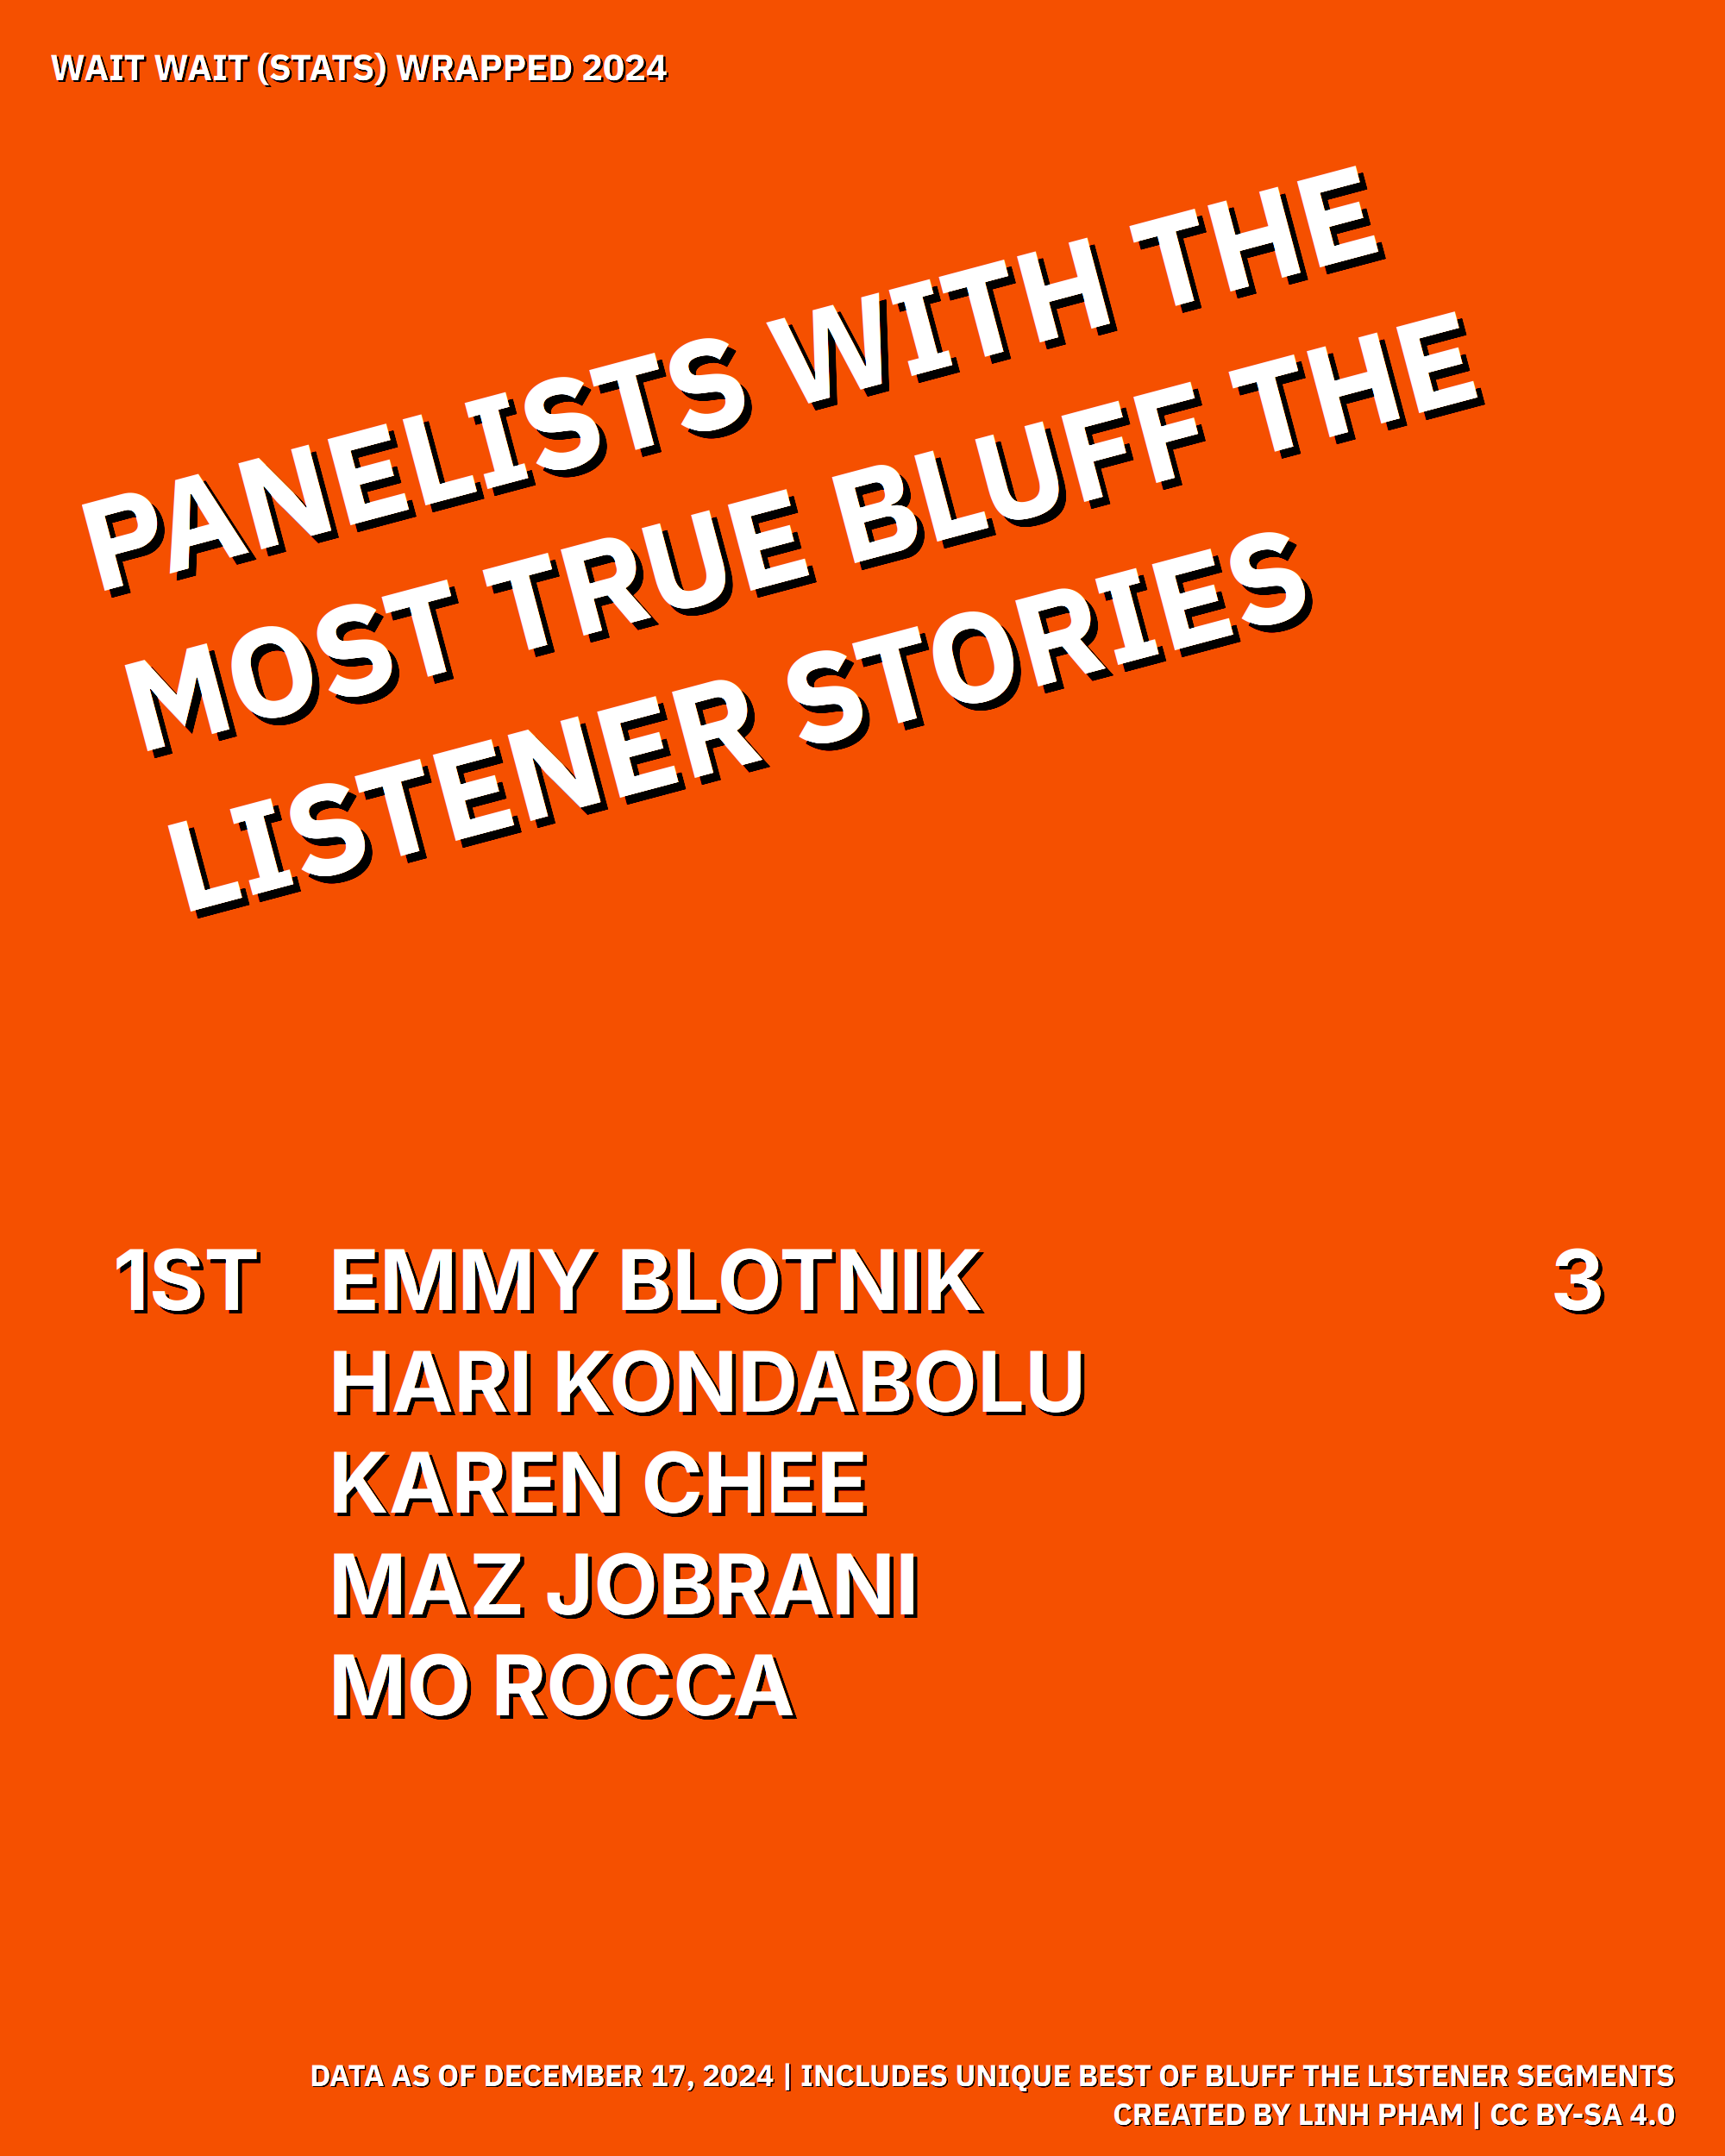 WAIT WAIT (STATS) WRAPPED 2024
PANELISTS WITH THE
MOST TRUE BLUFF THE
LISTENER STORIES
1ST EMMY BLOTNIK 3
HARI KONDABOLU
KAREN CHEE
MAZ JOBRANI
MO ROCCA
DATA AS OF DECEMBER 17, 2024 | INCLUDES UNIQUE BEST OF BLUFF THE LISTENER SEGMENTS
CREATED BY LINH PHAM | CC BY-SA 4.0